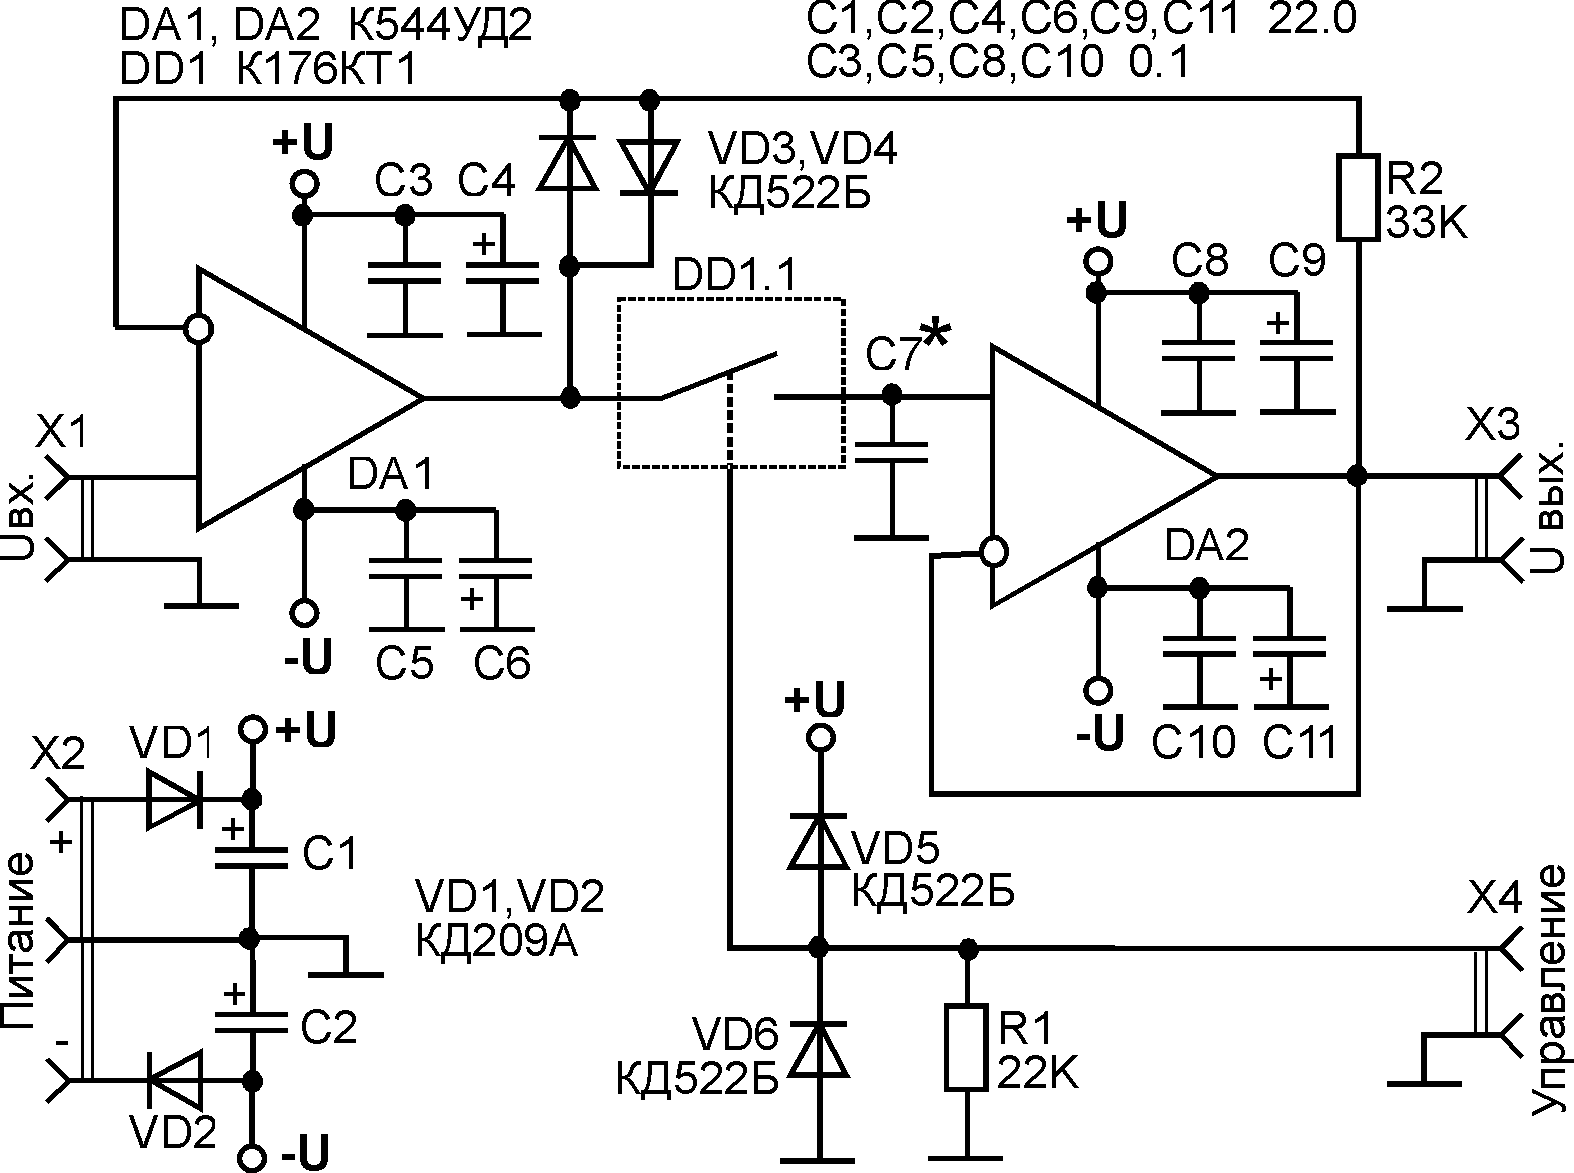 DA1, DA2 К544УД2
DD1 К176КТ1
C1,C2,C4,C6,C9,C11 22.0
C3,C5,C8,C10 0.1
+U
C3
C4
+
VD3,VD4
КД522Б
R2
33K
+U
C8
C9
+
DD1.1
C7*
X1
Uвх.
DA1
X3
U вых.
DA2
+
-U
C5
C6
+
-U
C10
C11
+U
X2
VD1
+U
+
+
C1
Питание
VD1,VD2
КД209А
VD5
КД522Б
X4
Управление
+
C2
-
VD2
-U
VD6
КД522Б
R1
22K